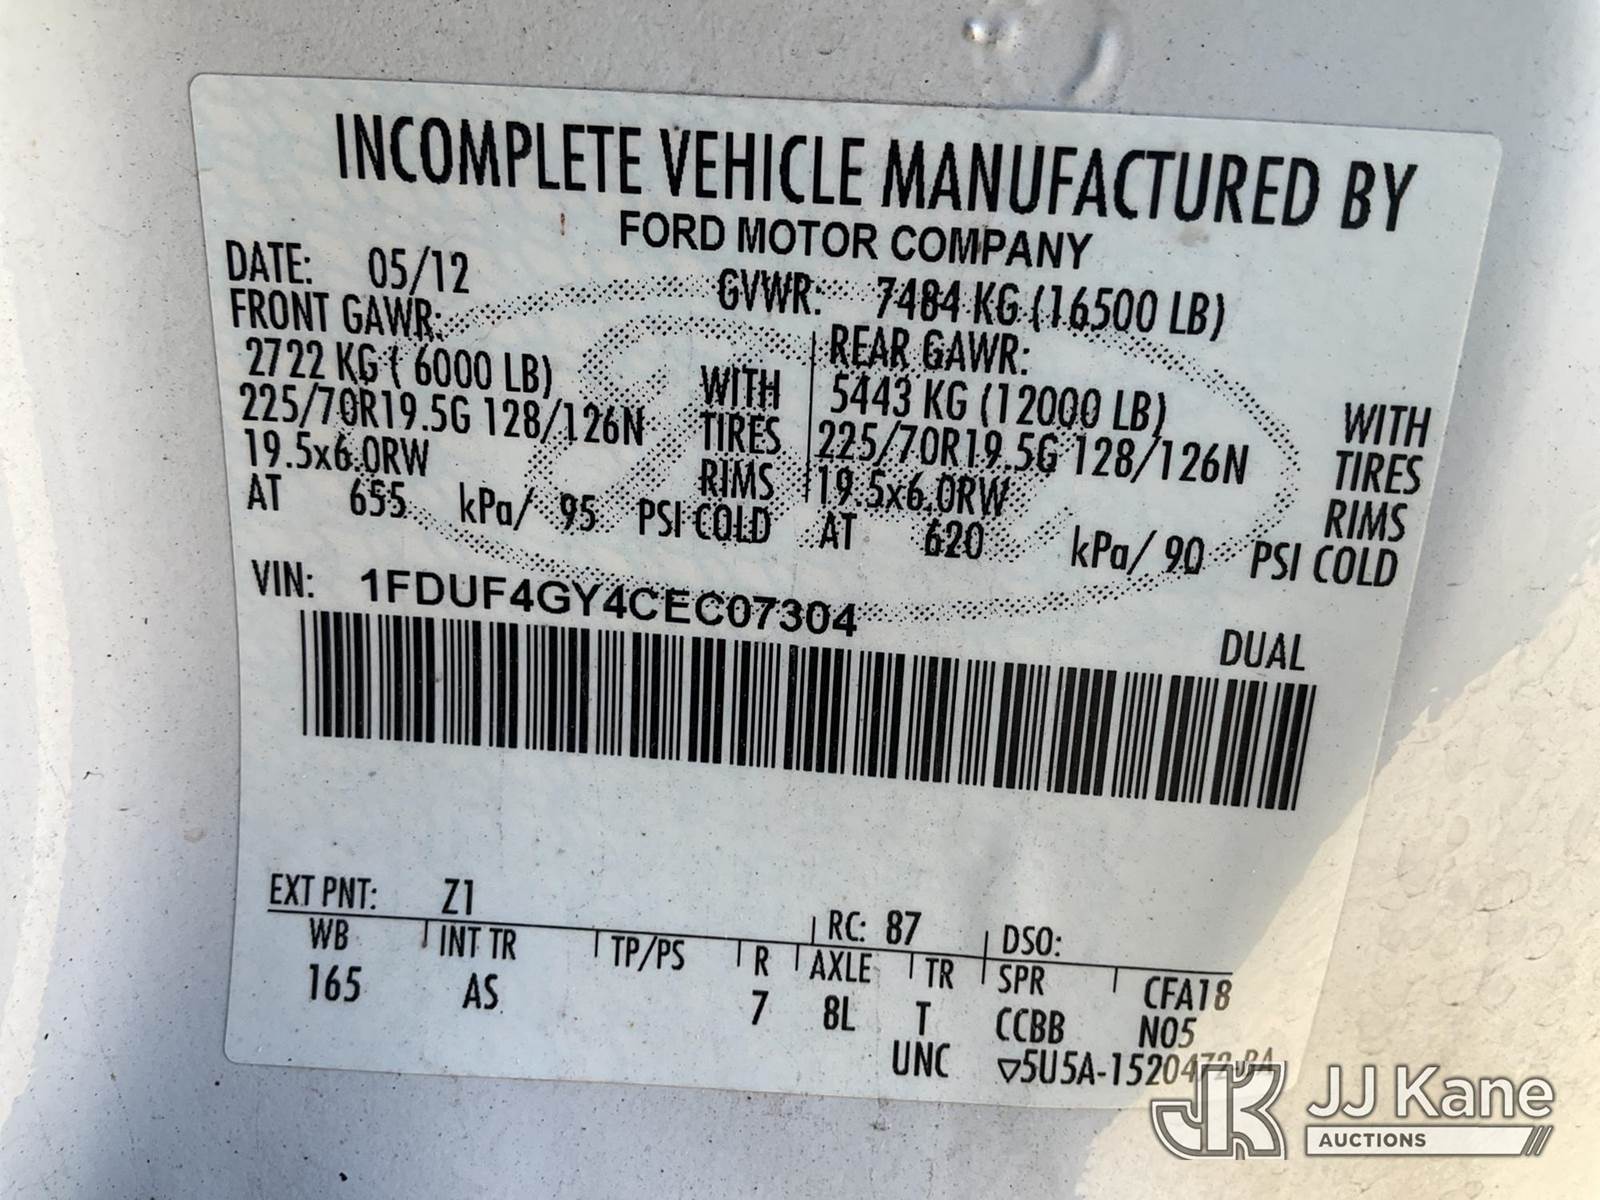 INCOMPLETE VEHICLE MANUFACTURED BY
FORD MOTOR COMPANY
DATE: 05/12 GVWR: 7484 KG (16500 LB)
FRONT GAWR: REAR GAWR:
2722 KG ( 6000 LB) WITH 5443 KG (12000 LB) WITH
225/70R19.5G 128/126N TIRES 225/70R19.5G 128/126N TIRES
19.5x6.0RW RIMS 19.5x6.0RW RIMS
AT 655 kPa/ 95 PSI COLD AT 620 kPa/ 90 PSI COLD
VIN: 1FDUF4GY4CEC07304
DUAL
EXT PNT: Z1 RC: 87 DSO:
WB INT TR TP/PS R AXLE TR SPR CFA18
165 AS 7 8L T CCBB N05
UNC ▽5U5A-1520472-BA
JK JJ Kane
AUCTIONS